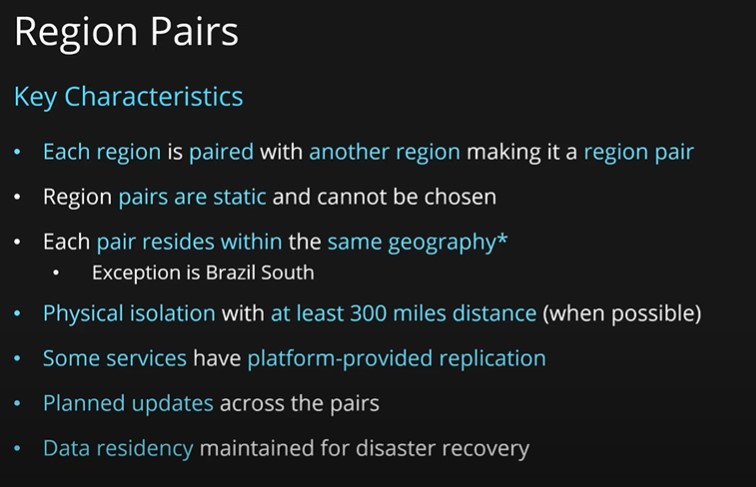 Region Pairs
Key Characteristics
• Each region is paired with another region making it a region pair
• Region pairs are static and cannot be chosen
• Each pair resides within the same geography*
• Exception is Brazil South
• Physical isolation with at least 300 miles distance (when possible)
• Some services have platform-provided replication
• Planned updates across the pairs
• Data residency maintained for disaster recovery